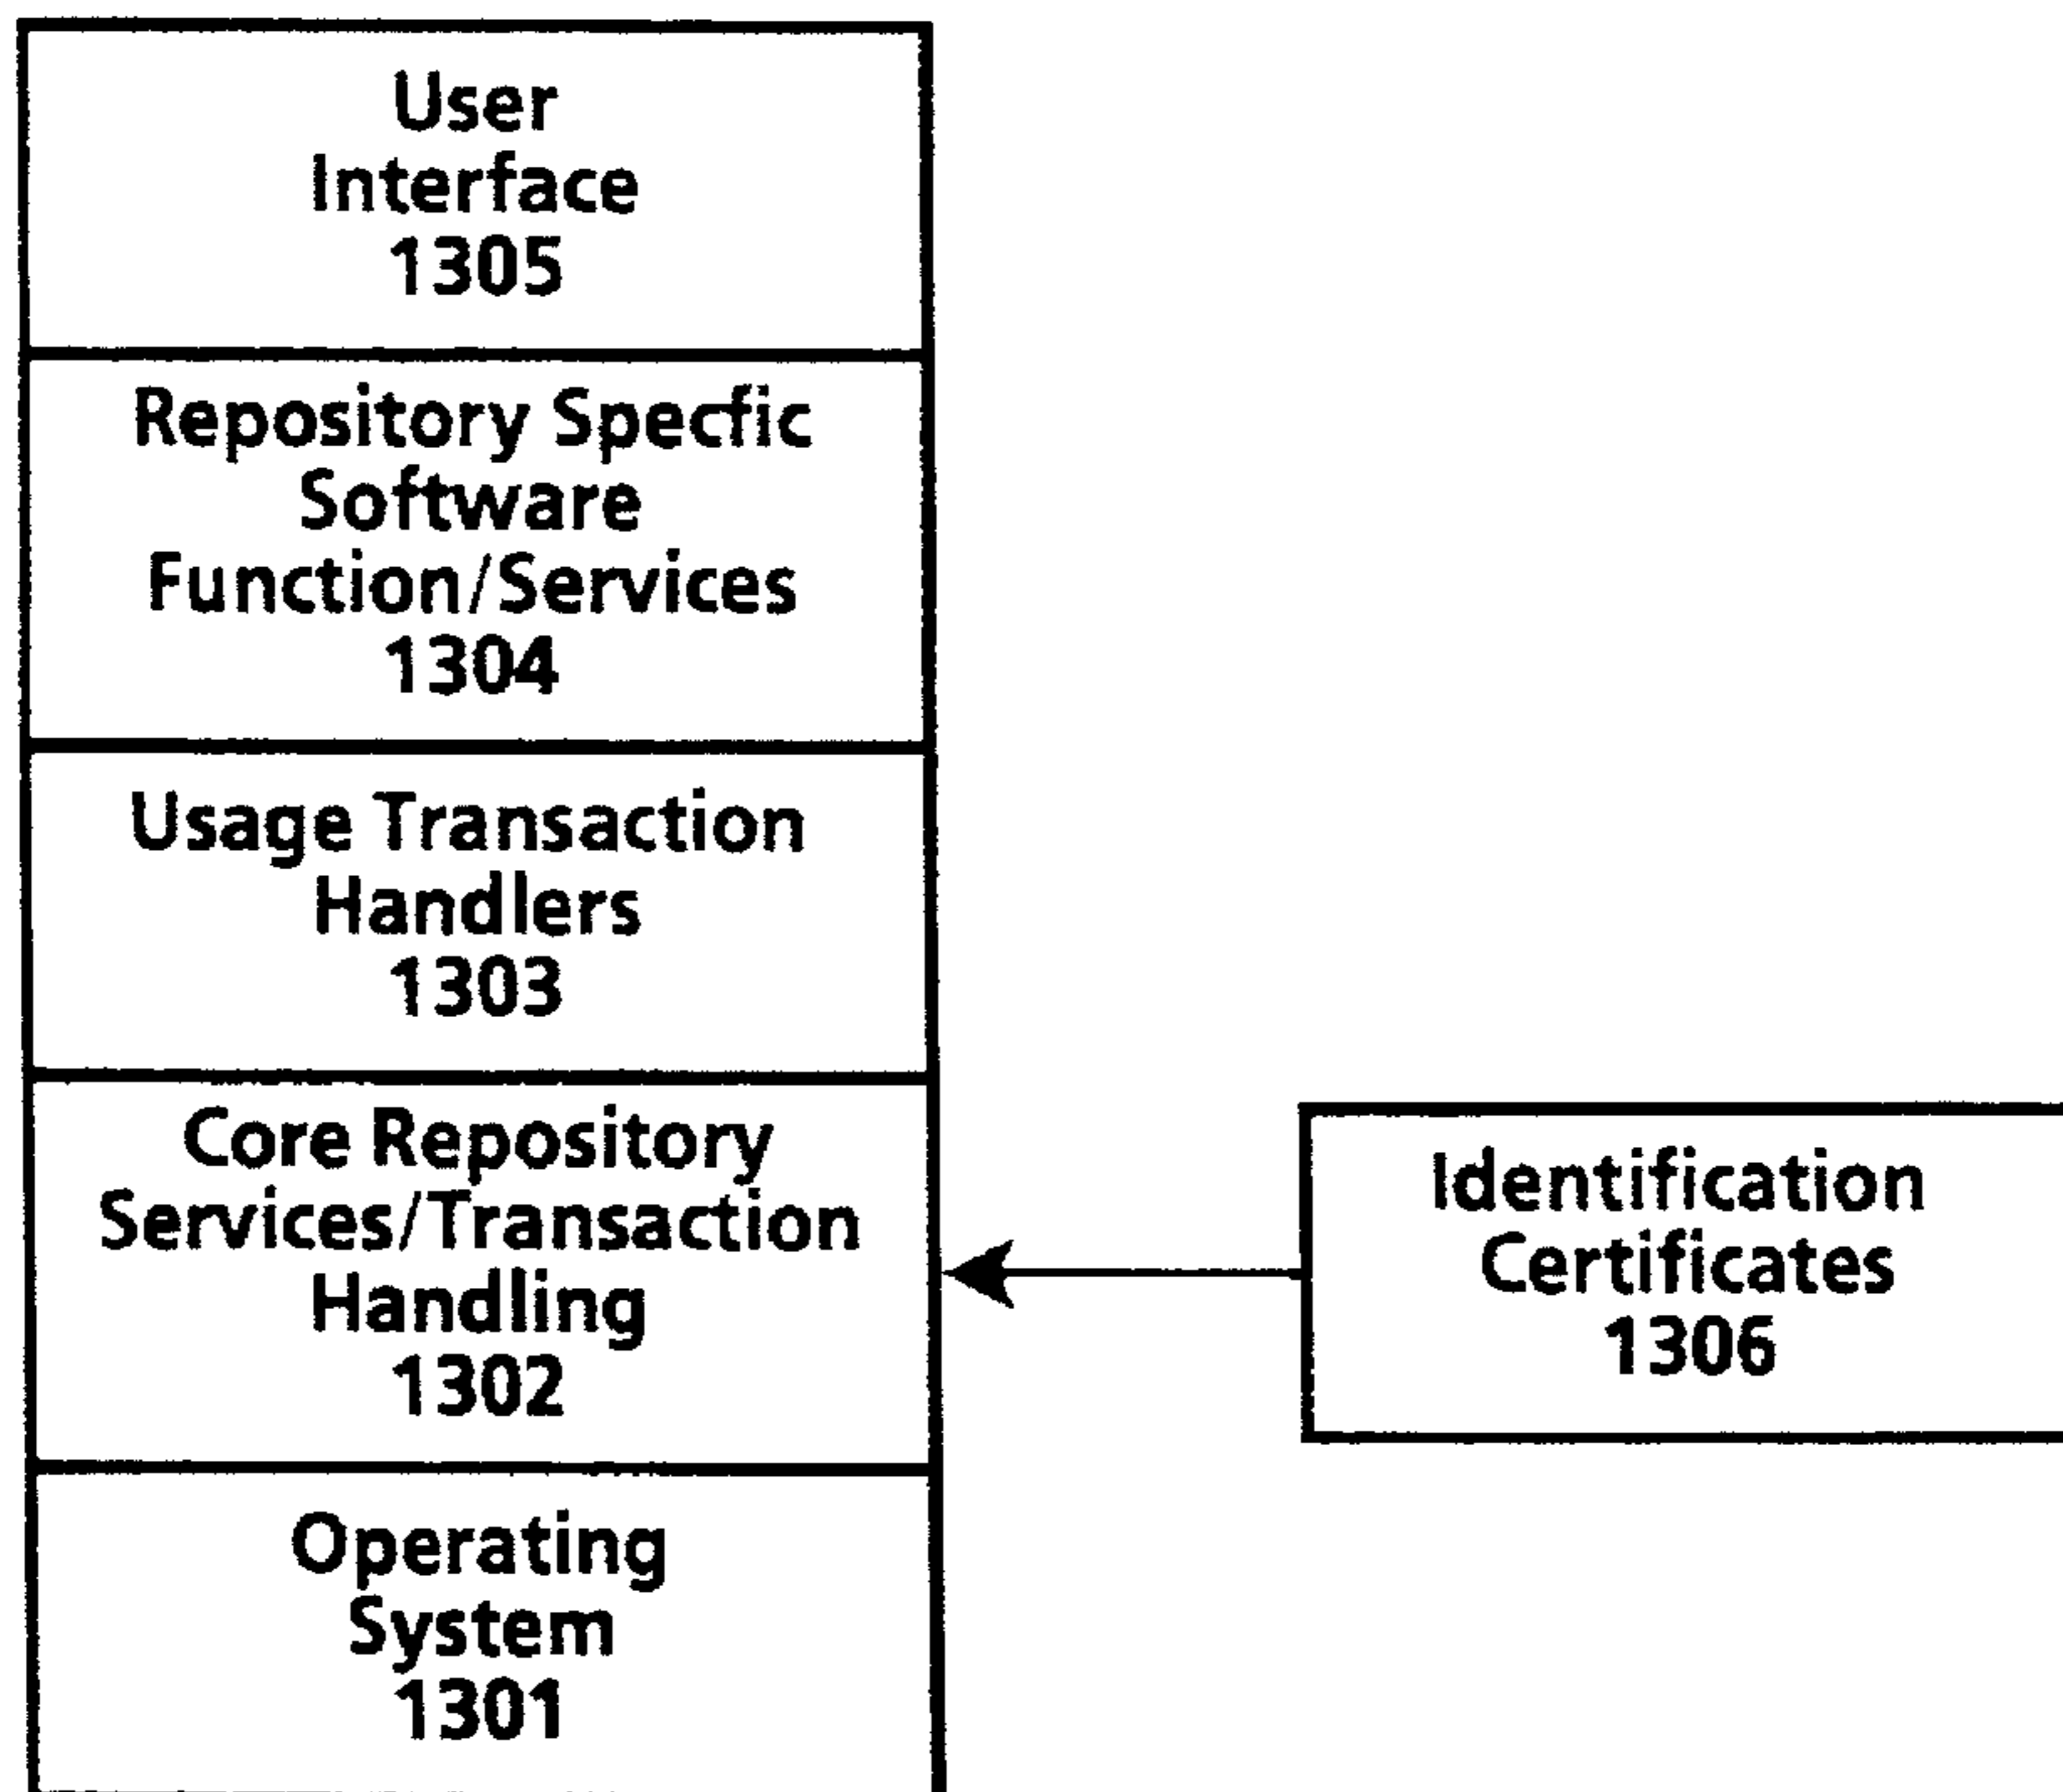 User
Interface
1305
Repository Specfic
Software
Function/Services
1304
Usage Transaction
Handlers
1303
Core Repository
Services/Transaction
Handling
1302
Identification
Certificates
1306
Operating
System
1301